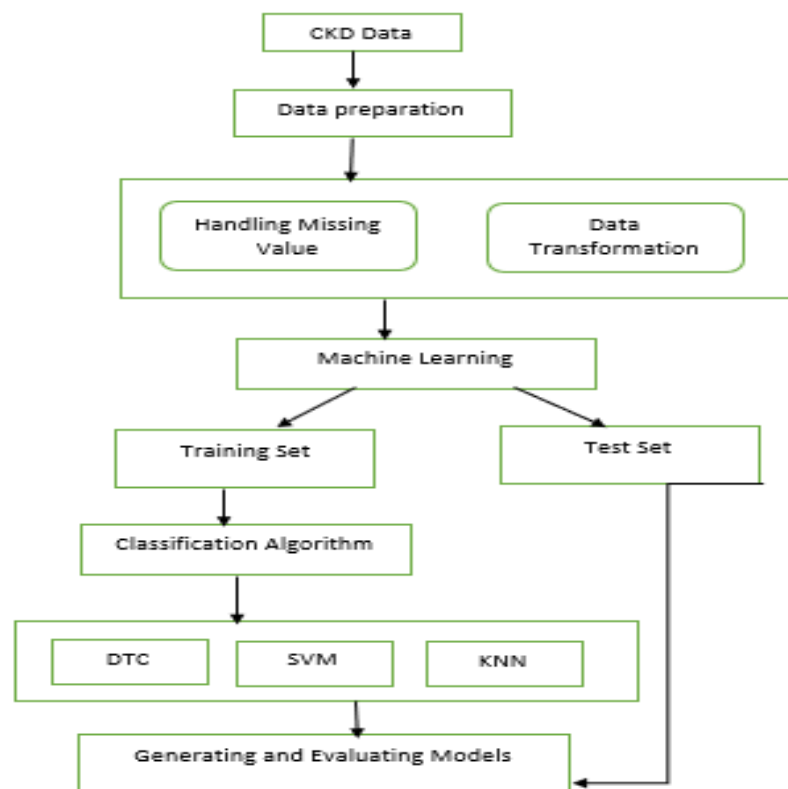 CKD Data
Data preparation
Handling Missing
Value
Data
Transformation
Machine Learning
Training Set
Test Set
Classification Algorithm
DTC
SVM
KNN
Generating and Evaluating Models